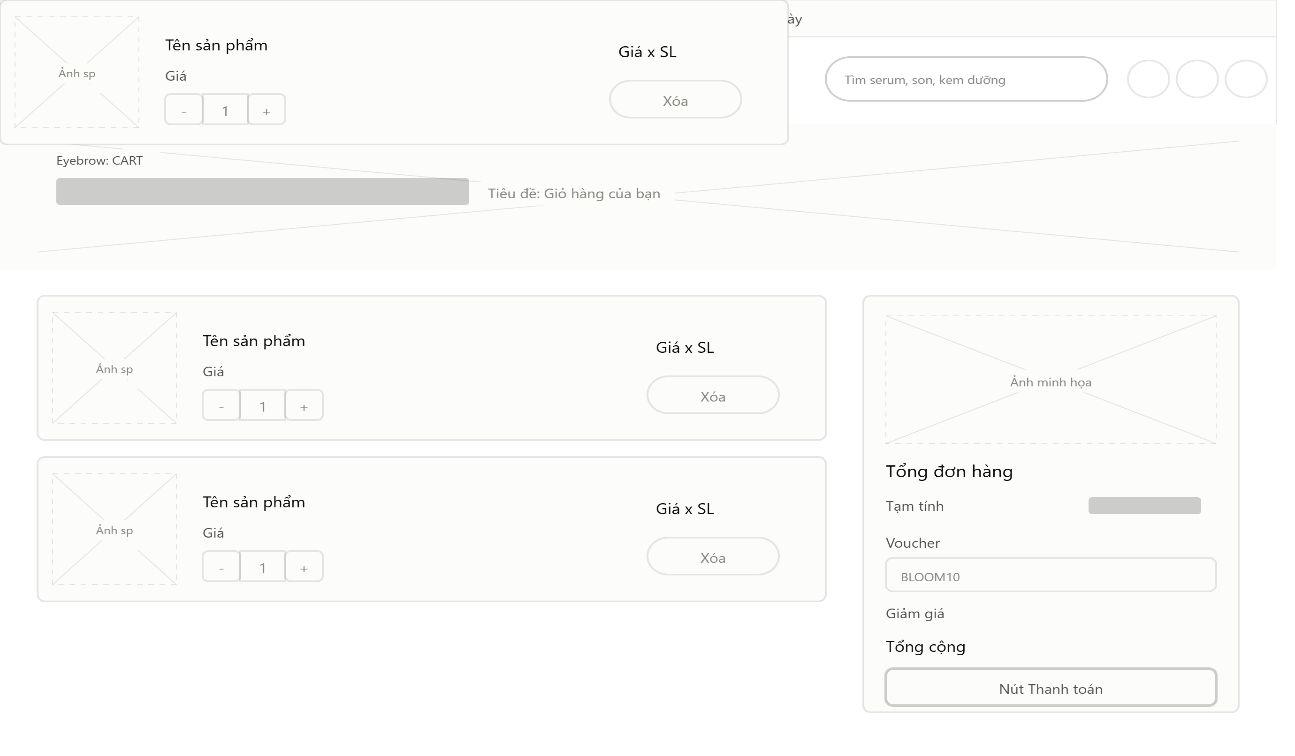 ày
Tên sản phẩm
Giá x SL
Ảnh sp
Giá
- 1 +
Xóa
Tìm serum, son, kem dưỡng
Eyebrow: CART
Tiêu đề: Giỏ hàng của bạn
Tên sản phẩm
Giá x SL
Ảnh sp
Giá
- 1 +
Xóa
Tên sản phẩm
Giá x SL
Ảnh sp
Giá
- 1 +
Xóa
Ảnh minh họa
Tổng đơn hàng
Tạm tính
Voucher
BLOOM10
Giảm giá
Tổng cộng
Nút Thanh toán